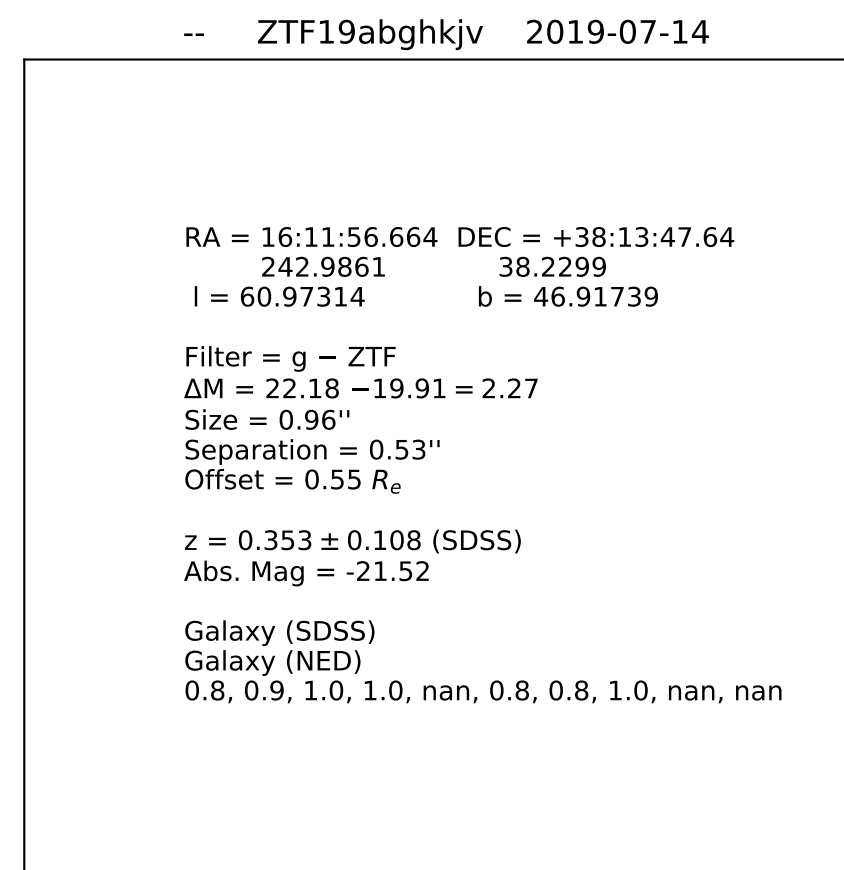 -- ZTF19abghkjv 2019-07-14
RA = 16:11:56.664 DEC = +38:13:47.64
242.9861 38.2299
l = 60.97314 b = 46.91739
Filter = g − ZTF
ΔM = 22.18 −19.91 = 2.27
Size = 0.96''
Separation = 0.53''
Offset = 0.55 Re
z = 0.353 ± 0.108 (SDSS)
Abs. Mag = -21.52
Galaxy (SDSS)
Galaxy (NED)
0.8, 0.9, 1.0, 1.0, nan, 0.8, 0.8, 1.0, nan, nan